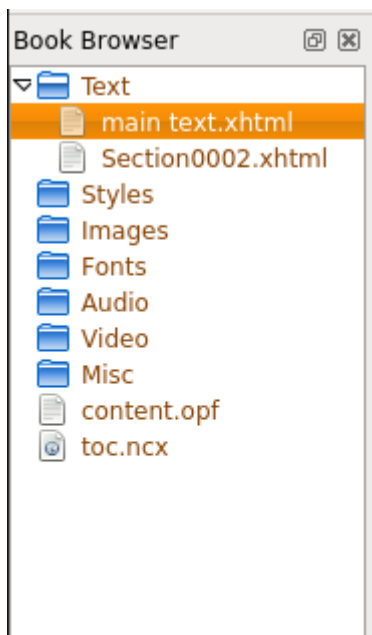 Book Browser
Text
main text.xhtml
Section0002.xhtml
Styles
Images
Fonts
Audio
Video
Misc
content.opf
toc.ncx